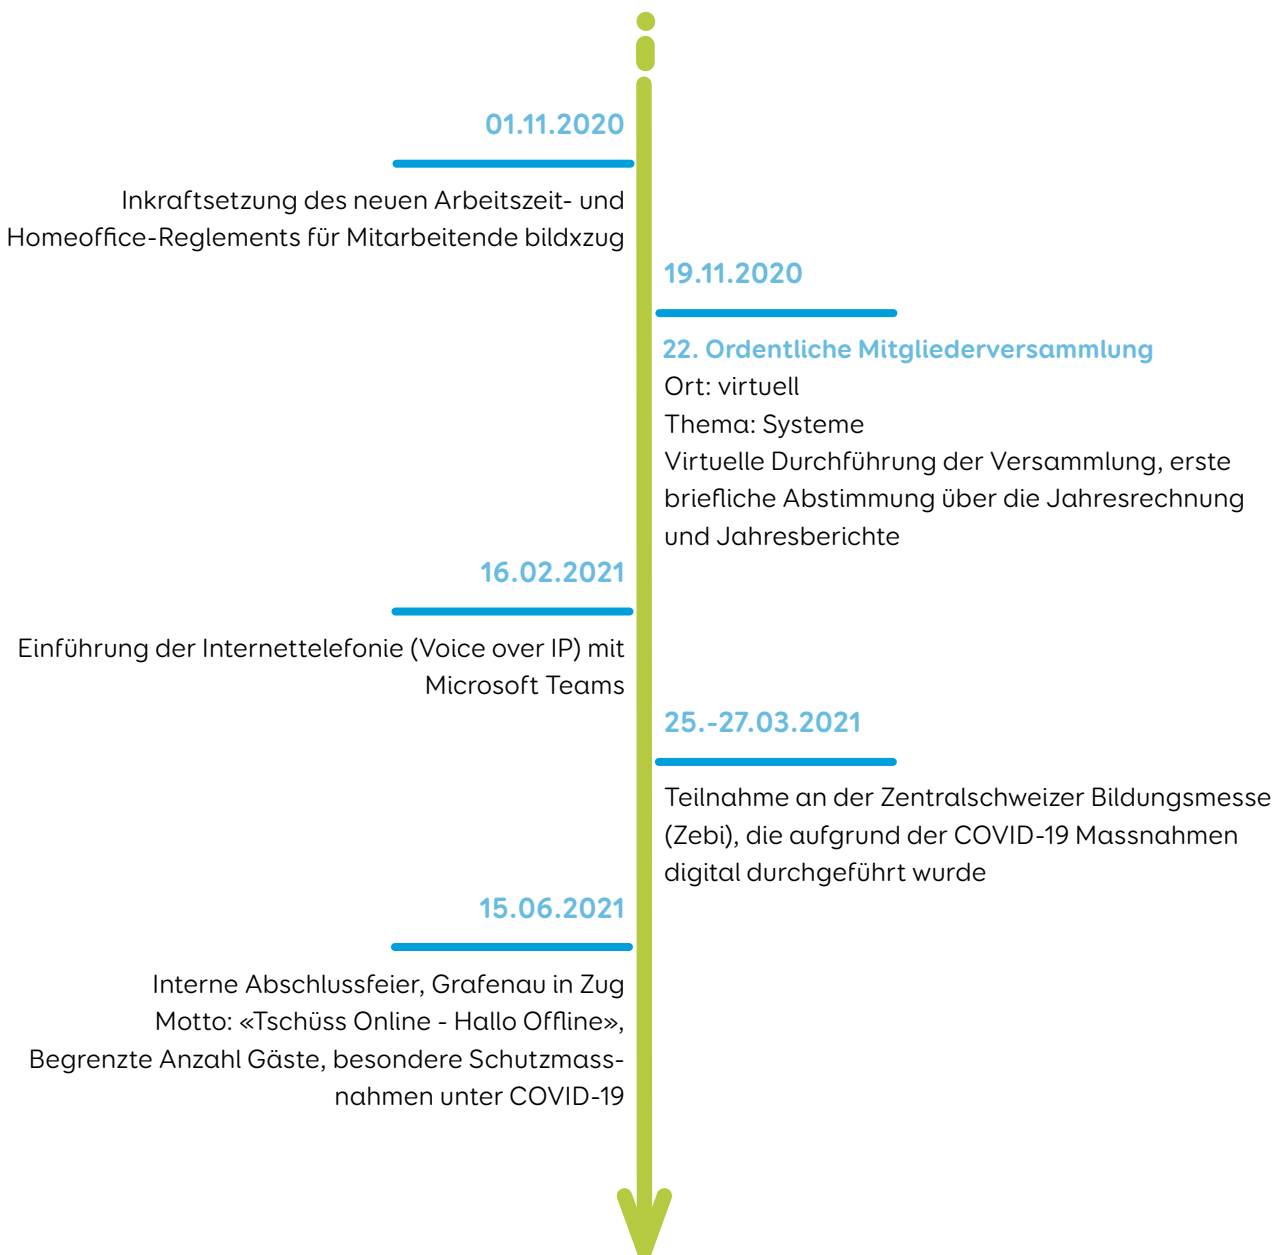 01.11.2020
Inkraftsetzung des neuen Arbeitszeit- und
Homeoffice-Reglements für Mitarbeitende bildxzug
19.11.2020
22. Ordentliche Mitgliederversammlung
Ort: virtuell
Thema: Systeme
Virtuelle Durchführung der Versammlung, erste
briefliche Abstimmung über die Jahresrechnung
und Jahresberichte
16.02.2021
Einführung der Internettelefonie (Voice over IP) mit
Microsoft Teams
25.-27.03.2021
Teilnahme an der Zentralschweizer Bildungsmesse
(Zebi), die aufgrund der COVID-19 Massnahmen
digital durchgeführt wurde
15.06.2021
Interne Abschlussfeier, Grafenau in Zug
Motto: «Tschüss Online - Hallo Offline»,
Begrenzte Anzahl Gäste, besondere Schutzmass-
nahmen unter COVID-19